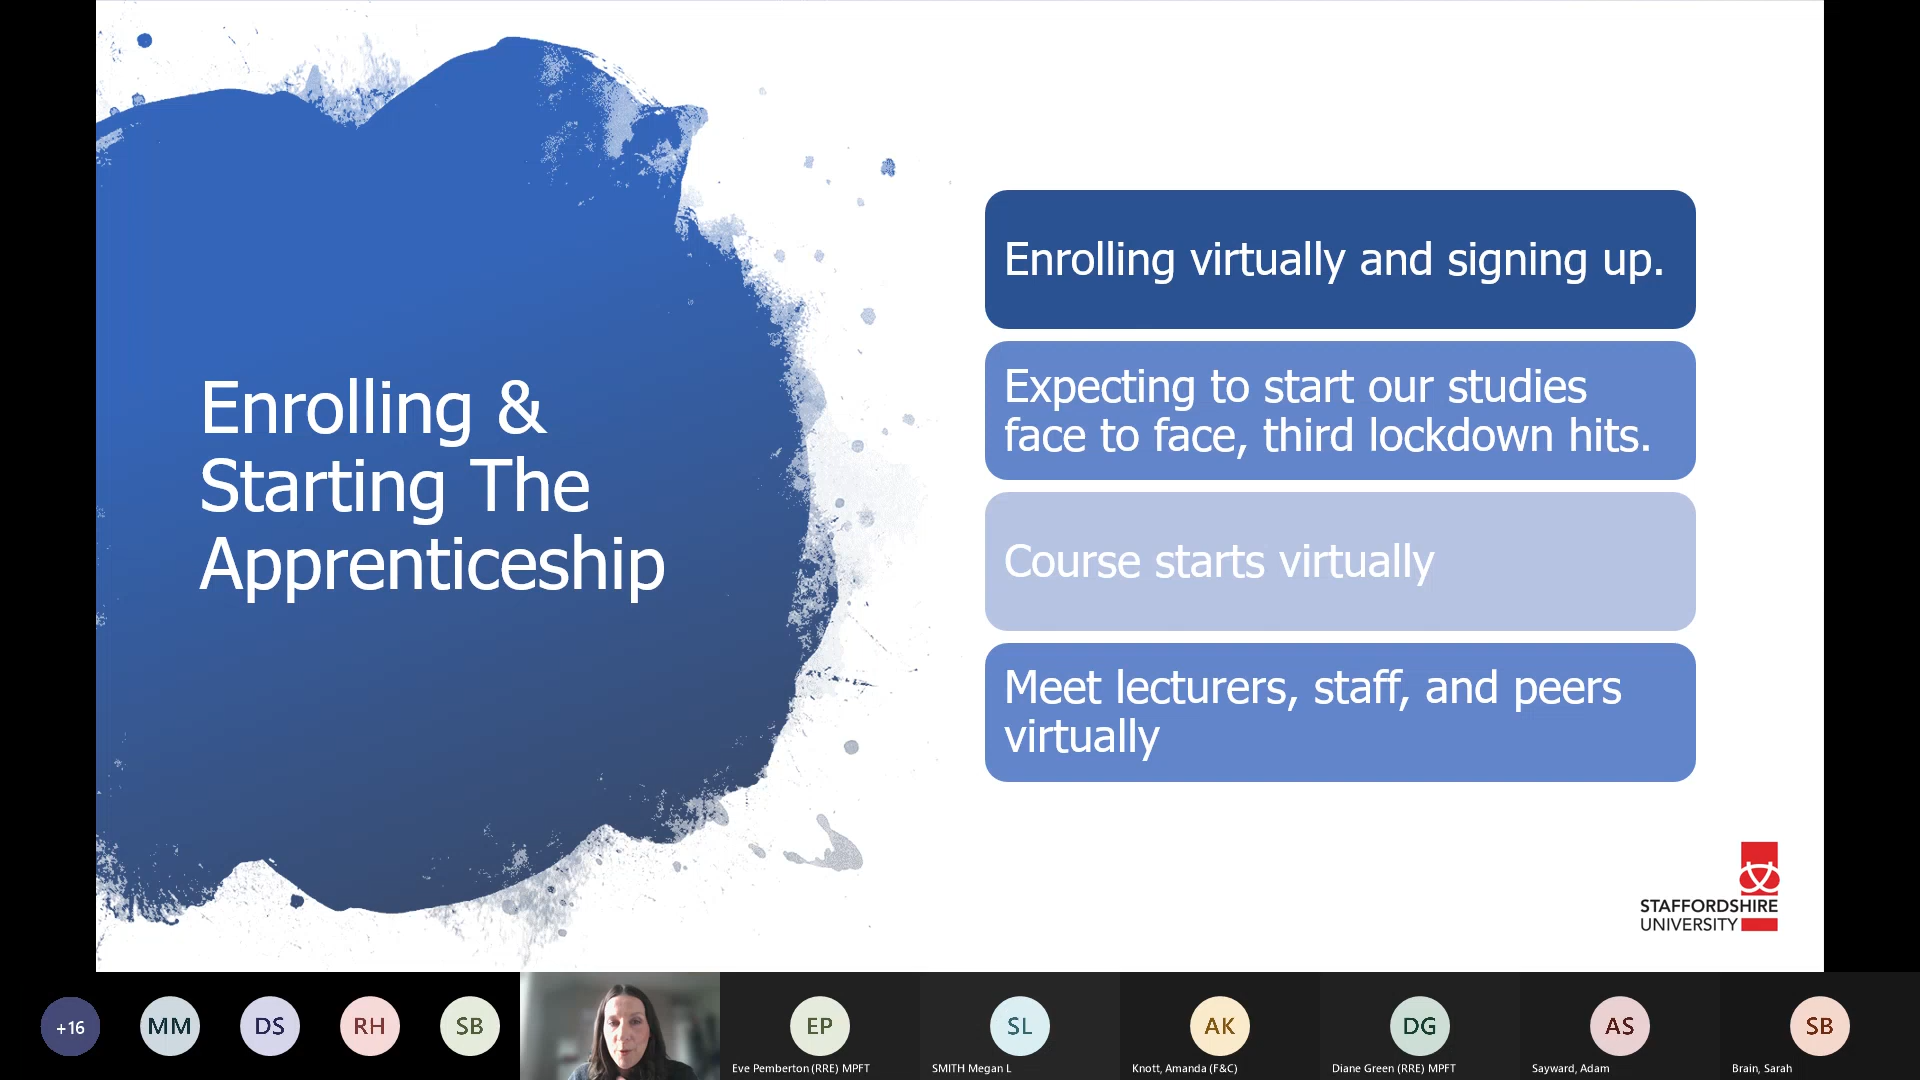 Enrolling &
Starting The
Apprenticeship
Enrolling virtually and signing up.
Expecting to start our studies
face to face, third lockdown hits.
Course starts virtually
Meet lecturers, staff, and peers
virtually
STAFFORDSHIRE
UNIVERSITY
+16
MM
DS
RH
SB
EP
Eve Pemberton (RRE) MPFT
SL
SMITH Megan L
AK
Knott, Amanda (F&C)
DG
Diane Green (RRE) MPFT
AS
Sayward, Adam
SB
Brain, Sarah